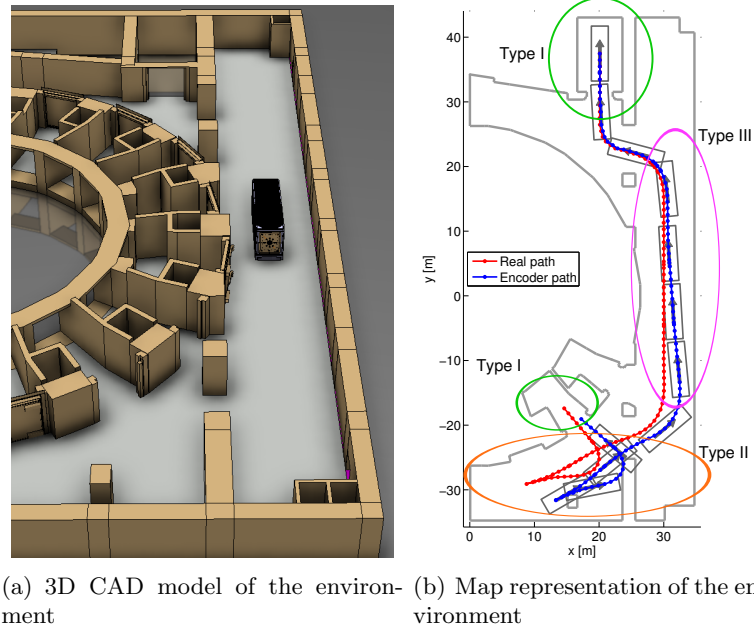 Type I
Type III
Real path
Encoder path
Type I
Type II
y [m]
40
30
20
10
0
−10
−20
−30
0
10
20
30
x [m]
(a) 3D CAD model of the environ-
ment
(b) Map representation of the en
vironment